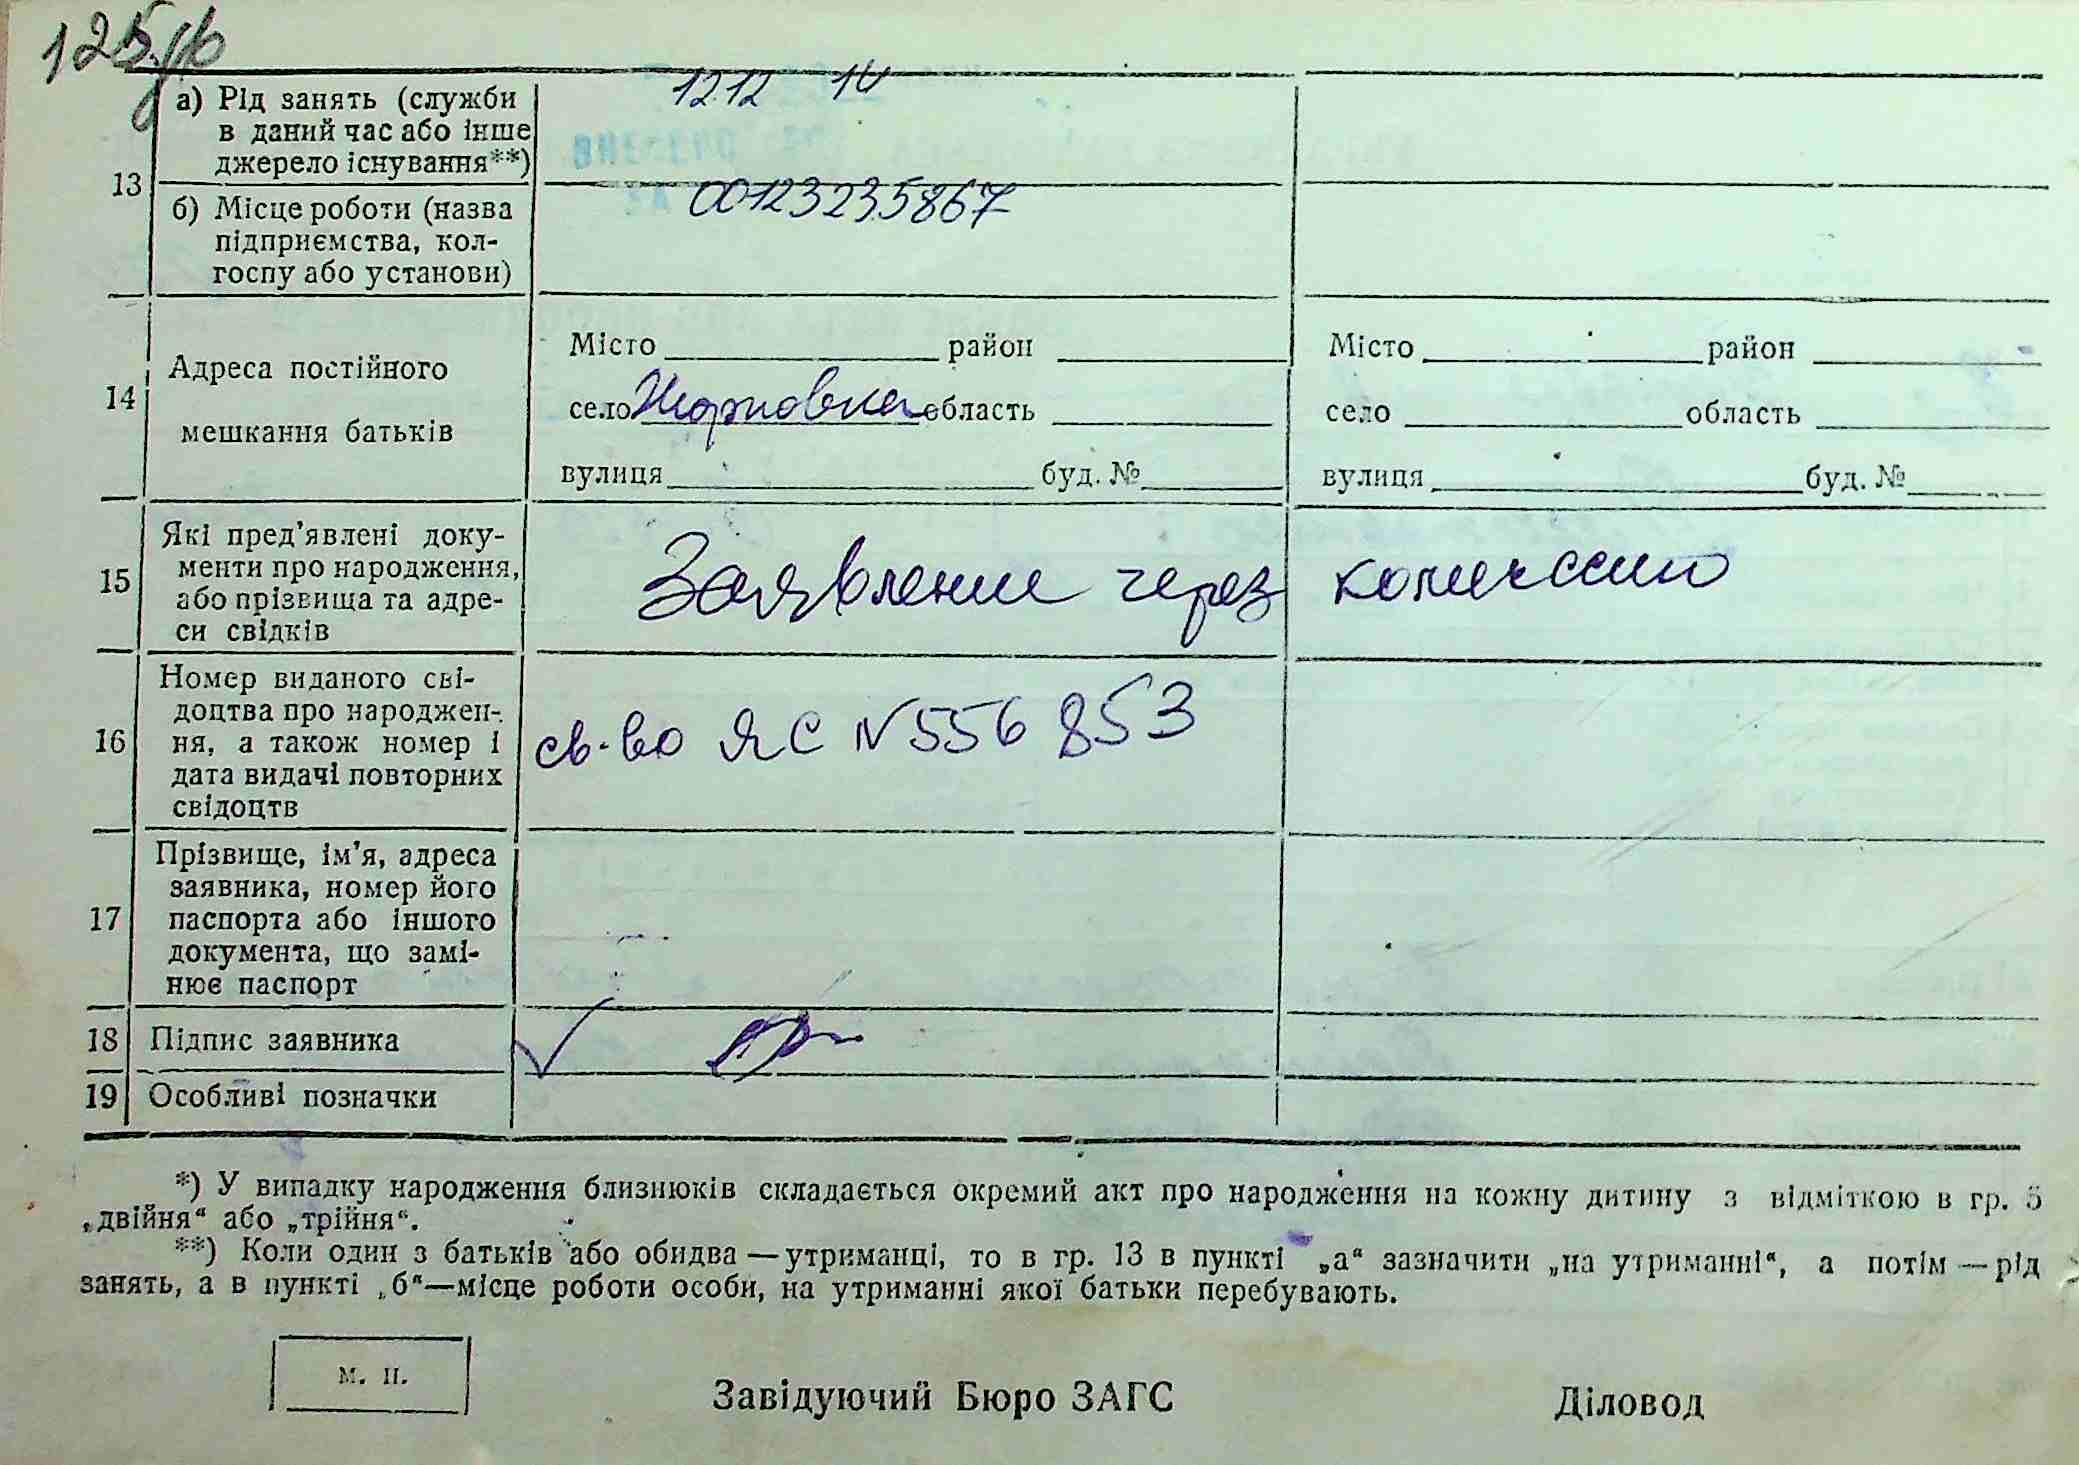 125
а) Рід занять (служби
в даний час або інше
джерело існування**)
12.12 10
13
б) Місце роботи (назва
підприємства, кол-
госпу або установи)
00123235867
14
Адреса постійного
мешкання батьків
Місто район
село область
вулиця буд. №
Місто район
село область
вулиця буд. №
15
Які пред’явлені доку-
менти про народження,
або прізвища та адре-
си свідків
Заявление через комиссию
16
Номер виданого сві-
доцтва про народжен-
ня, а також номер і
дата видачі повторних
свідоцтв
св-во ЯС N 556853
17
Прізвище, ім’я, адреса
заявника, номер його
паспорта або іншого
документа, що замі-
нює паспорт
18 Підпис заявника
19 Особливі позначки
*) У випадку народження близнюків складається окремий акт про народження на кожну дитину з відміткою в гр. 5
„двійня“ або „трійня“.
**) Коли один з батьків або обидва — утриманці, то в гр. 13 в пункті „а“ зазначити „на утриманні“, а потім — рід
занять, а в пункті „б“—місце роботи особи, на утриманні якої батьки перебувають.
М. П.
Завідуючий Бюро ЗАГС
Діловод